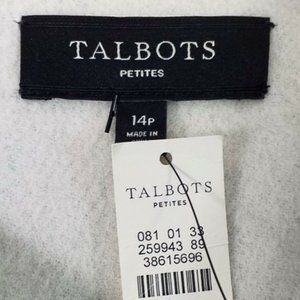 TALBOTS
PETITES
14P
MADE IN
TALBOTS
PETITES
081 01 33
259943 89
38615696